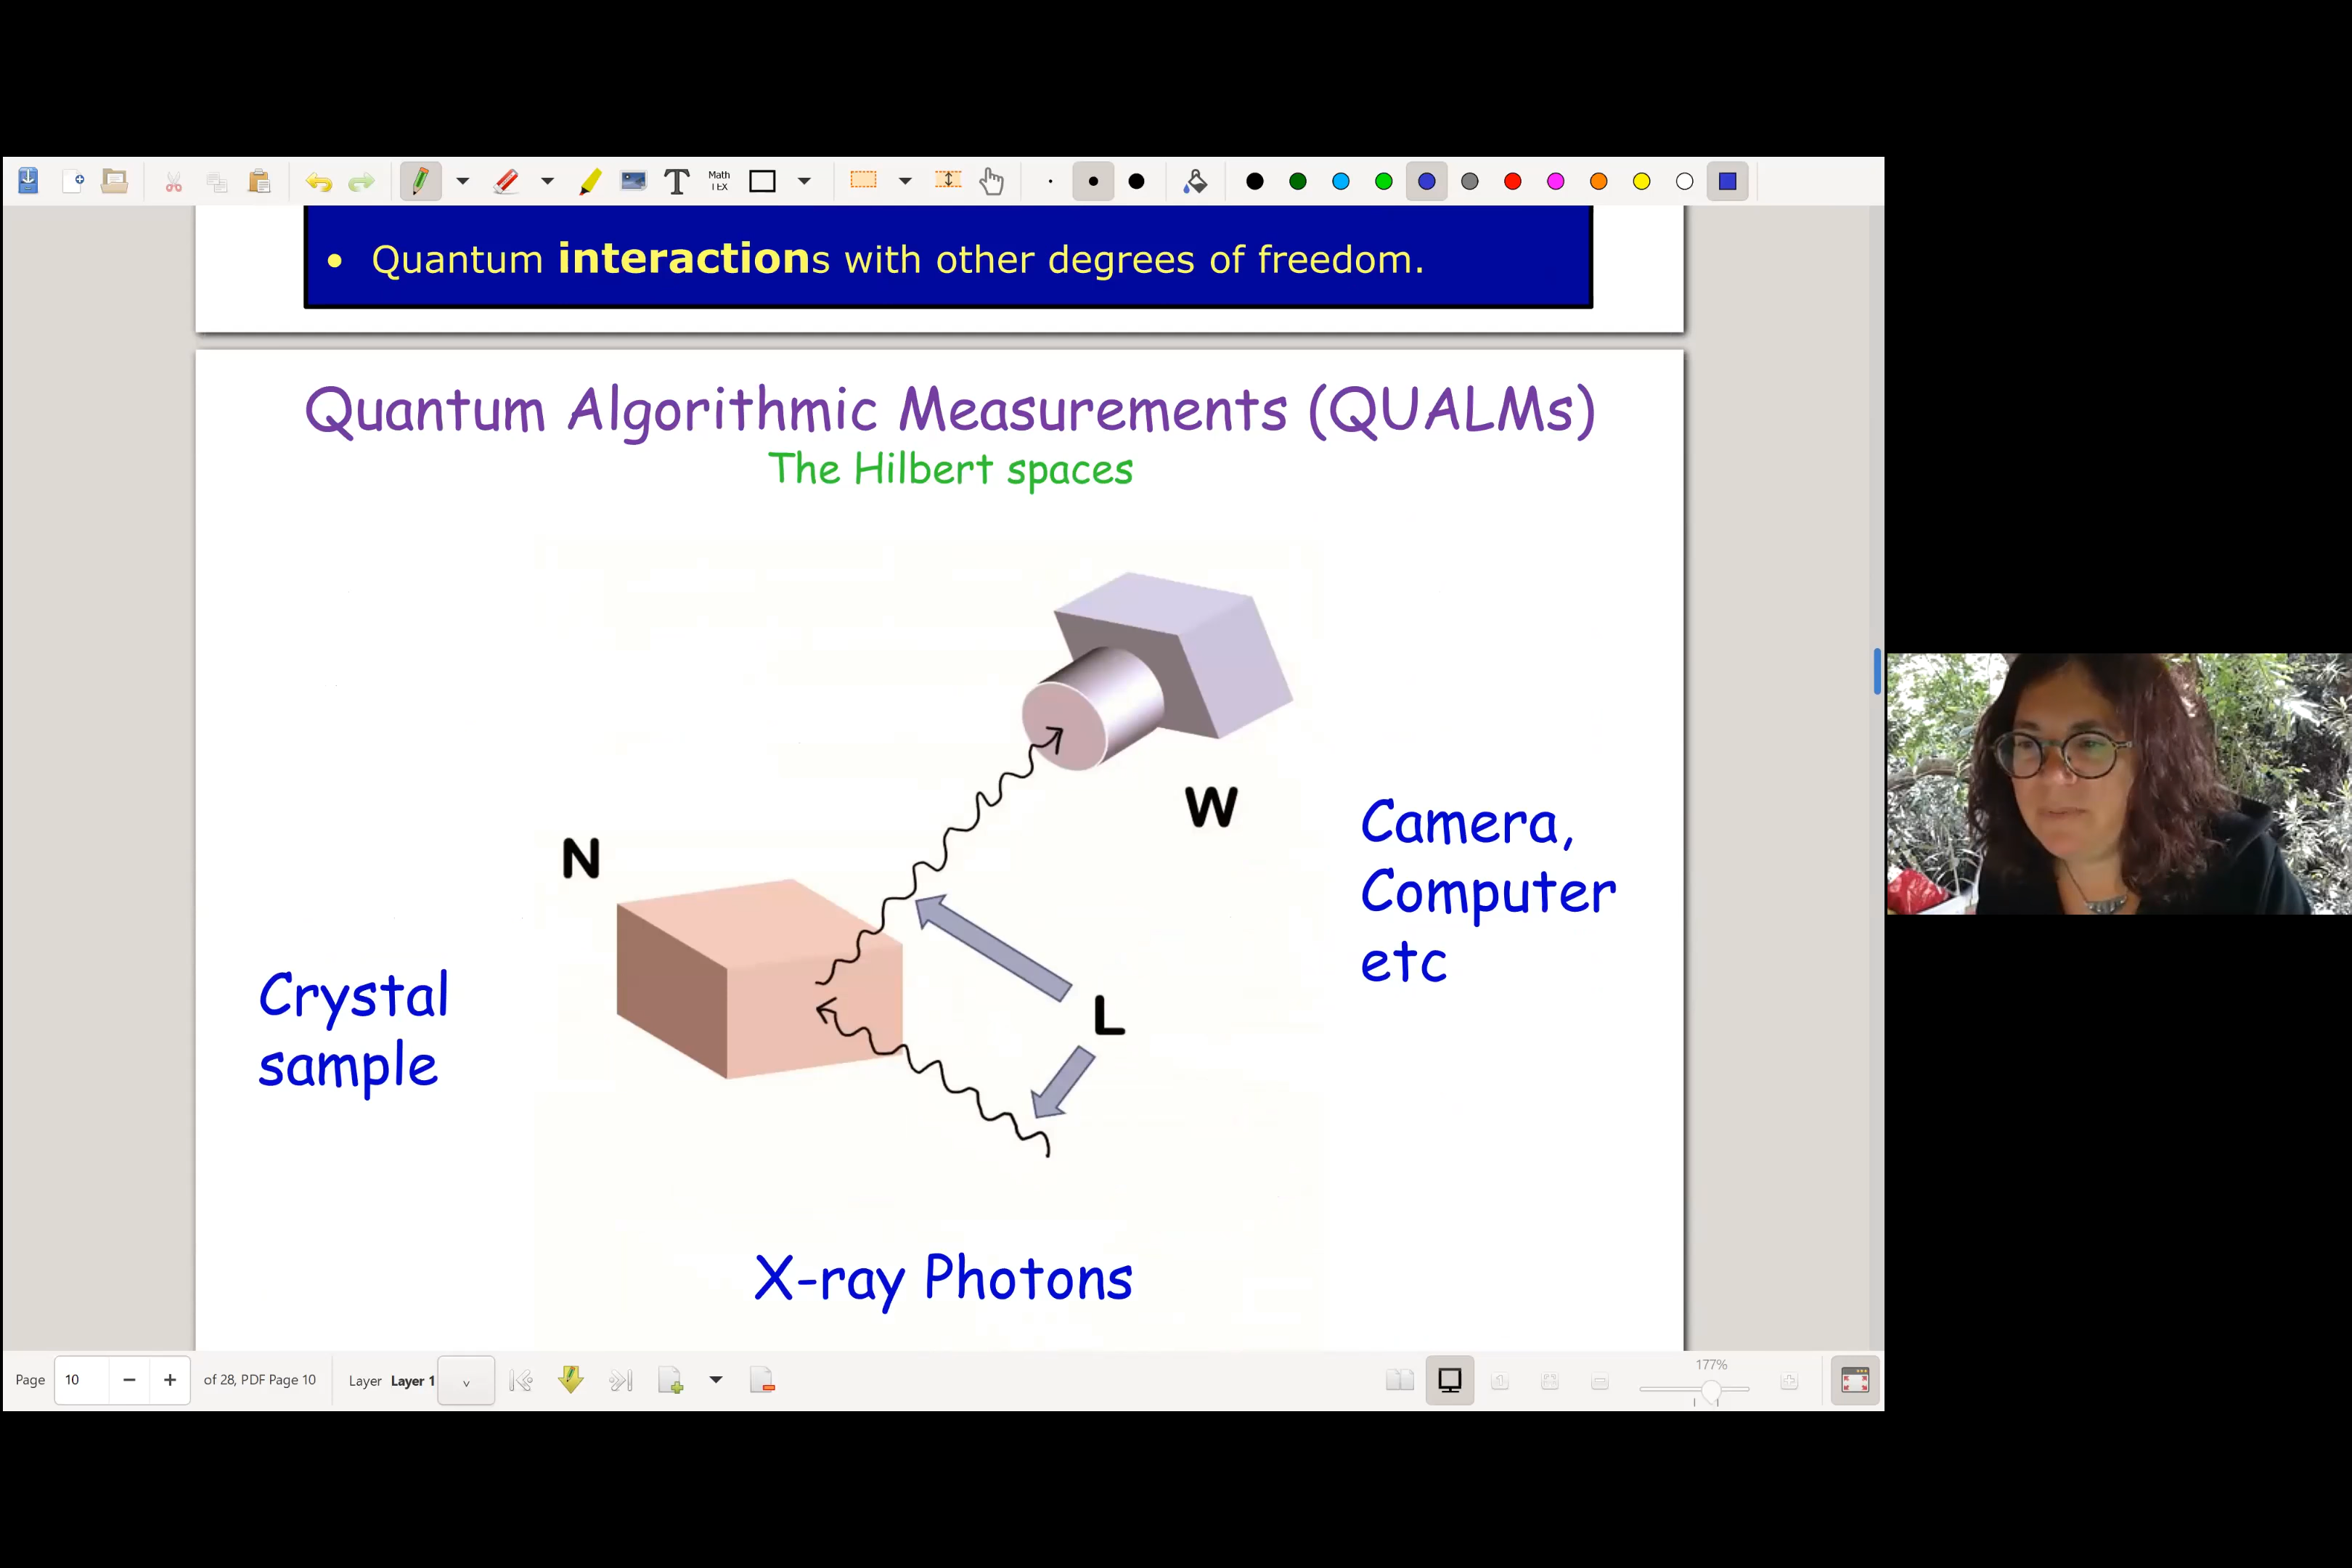 Math
TEX
• Quantum interactions with other degrees of freedom.
Quantum Algorithmic Measurements (QUALMs)
The Hilbert spaces
W
N
Camera,
Computer
etc
Crystal
sample
L
X-ray Photons
Page 10 of 28, PDF Page 10 Layer Layer 1
177%